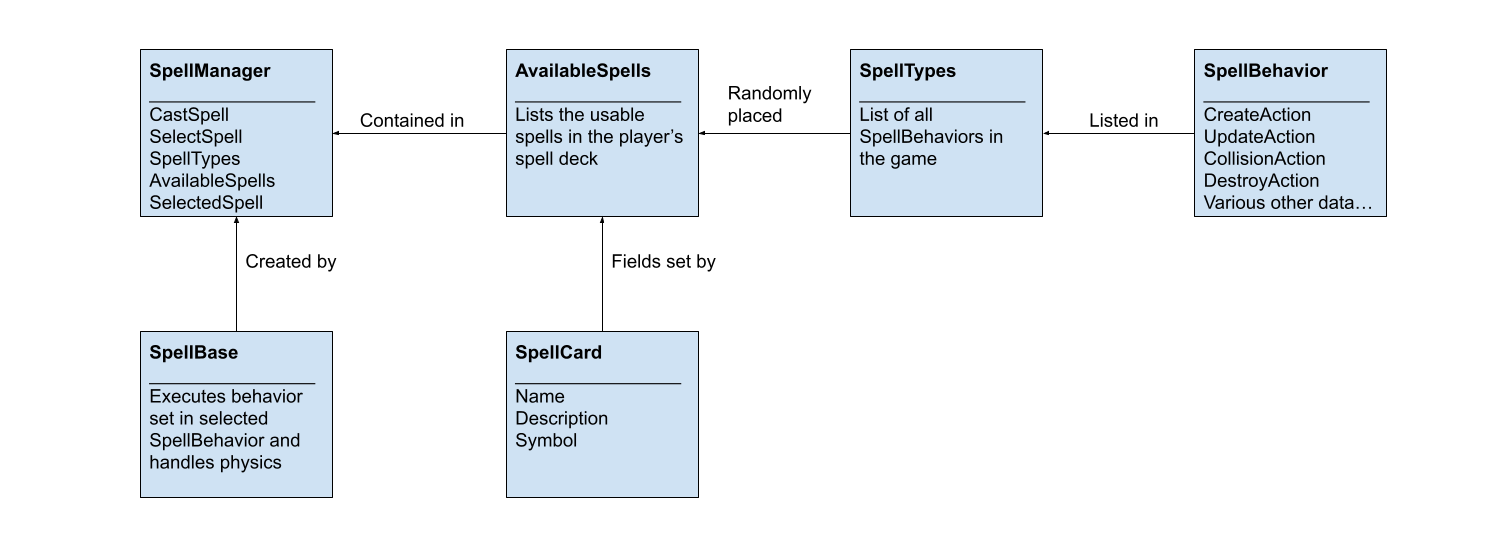 SpellManager
CastSpell
SelectSpell
SpellTypes
AvailableSpells
SelectedSpell
Contained in
AvailableSpells
Lists the usable
spells in the player’s
spell deck
Randomly
placed
SpellTypes
List of all
SpellBehaviors in
the game
Listed in
SpellBehavior
CreateAction
UpdateAction
CollisionAction
DestroyAction
Various other data…
Created by
Fields set by
SpellBase
Executes behavior
set in selected
SpellBehavior and
handles physics
SpellCard
Name
Description
Symbol